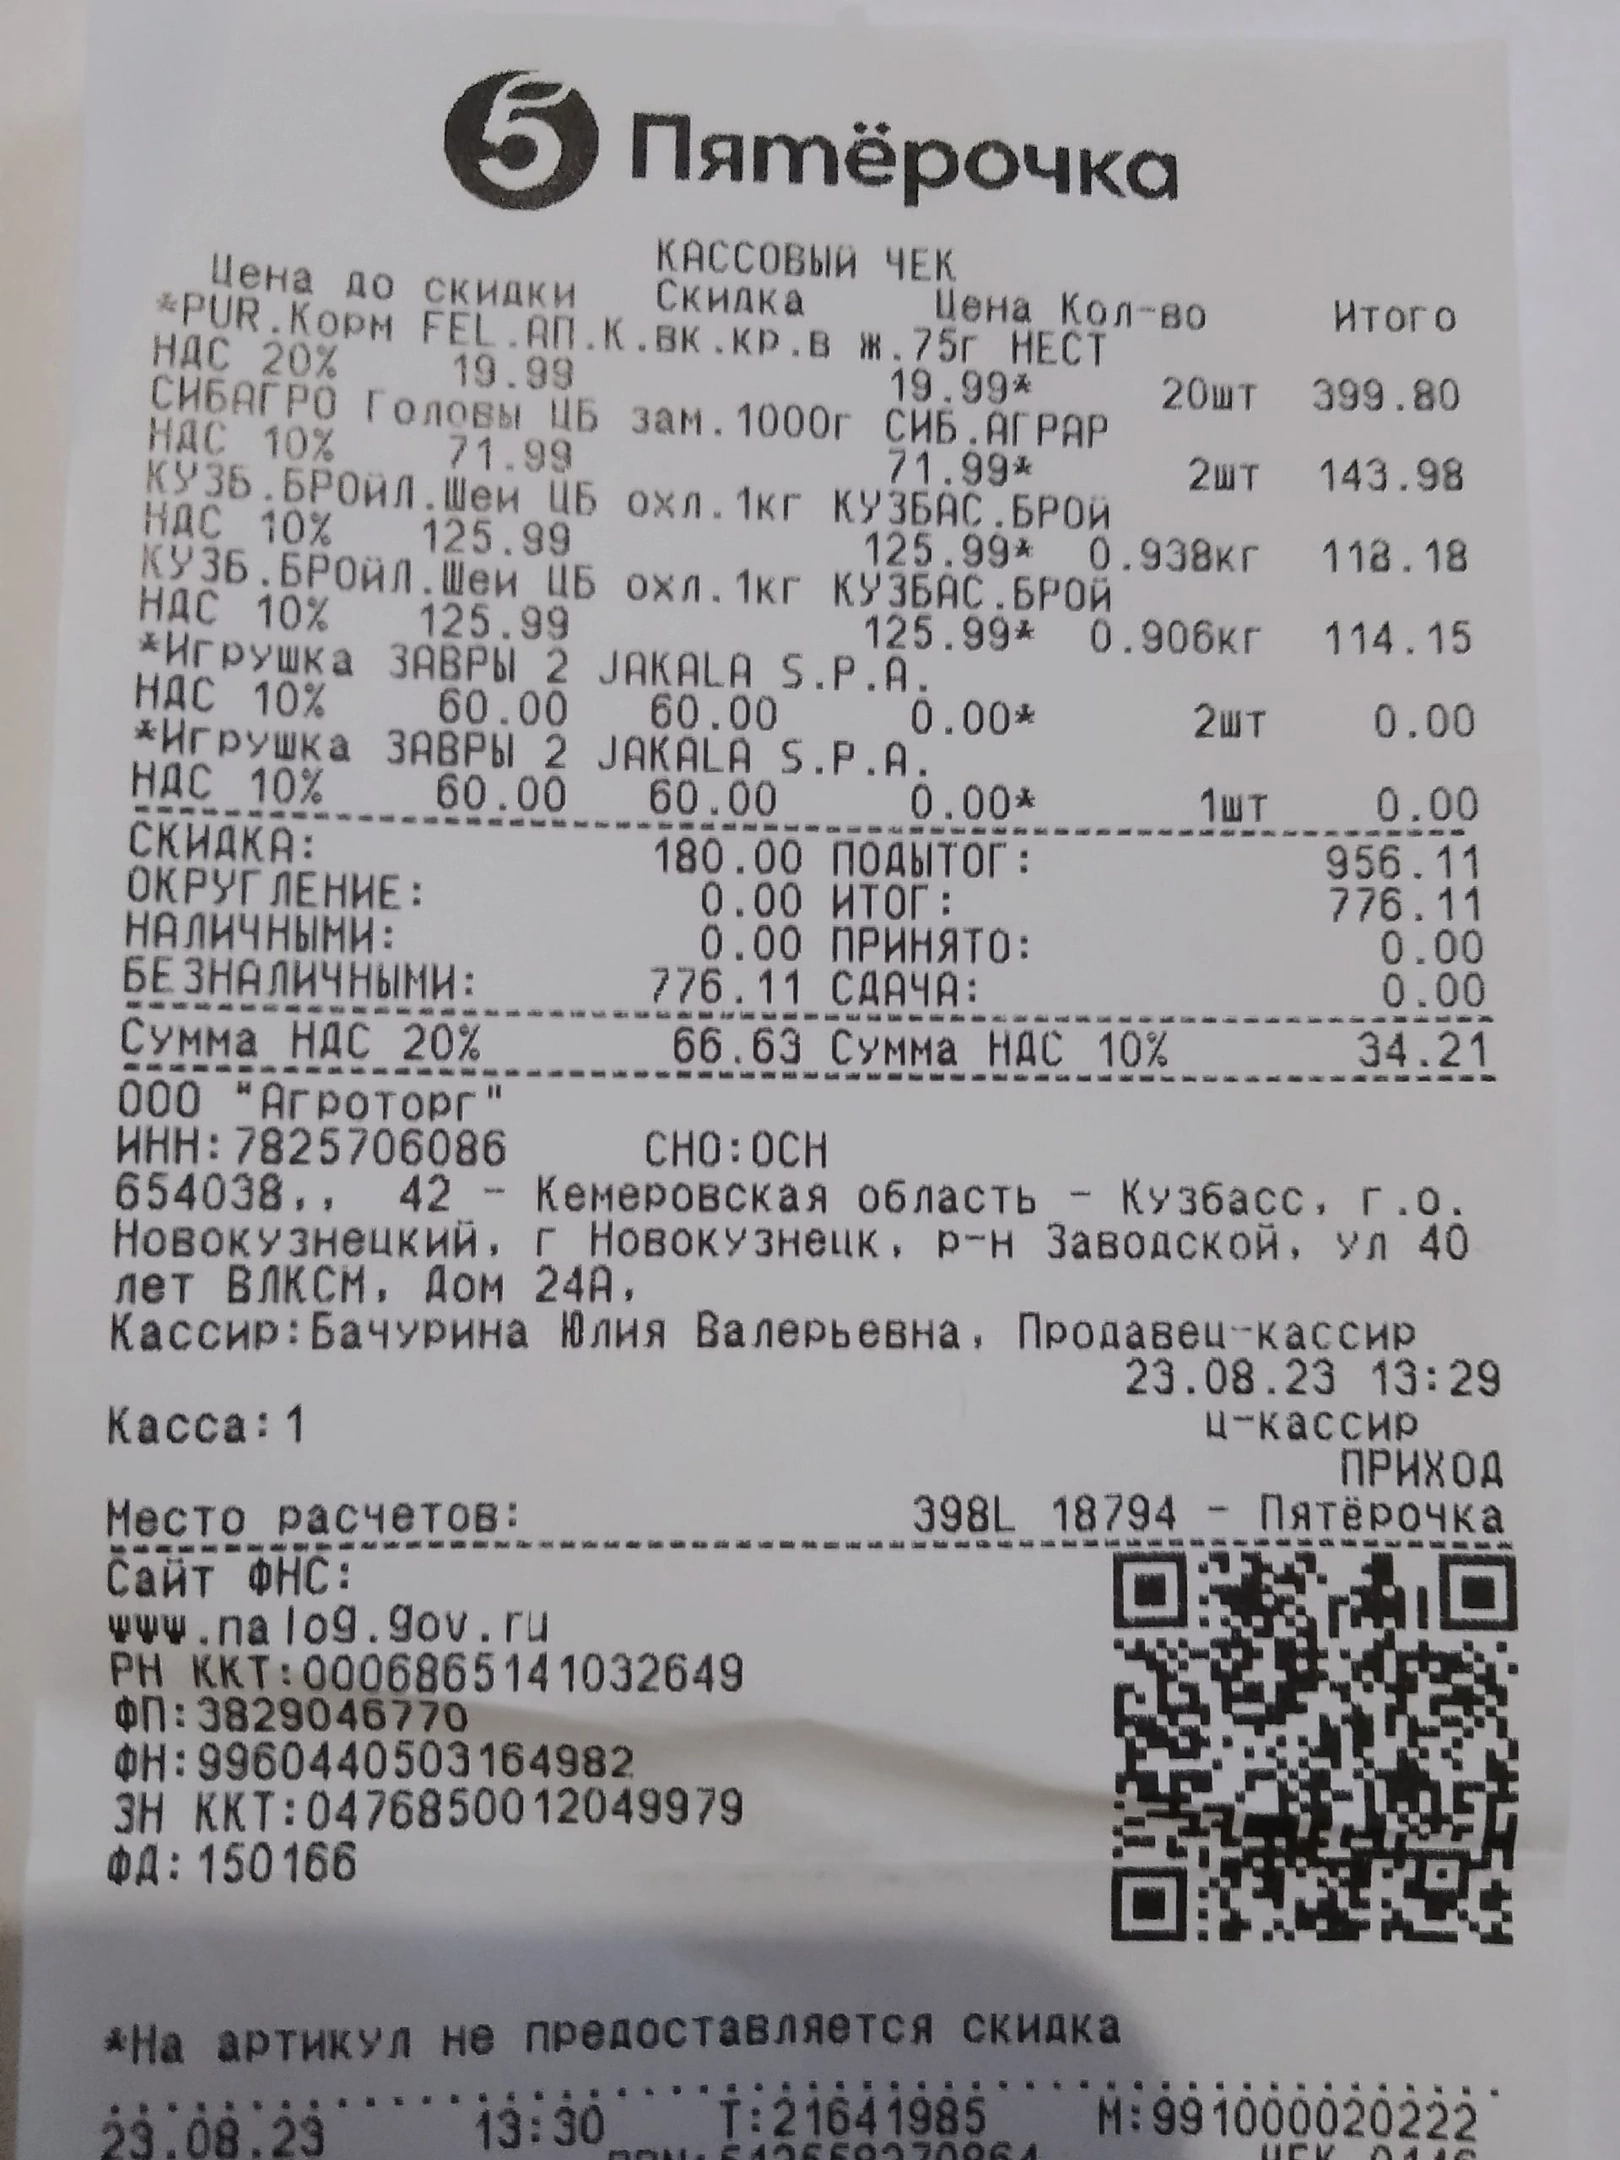 5 Пятёрочка
КАССОВЫЙ ЧЕК
Цена до скидки Скидка Цена Кол-во Итого
*PUR.Корм FEL.АП.К.вк.кр.в ж.75г НЕСТ
НДС 20% 19.99 19.99* 20шт 399.80
СИБАГРО Головы ЦБ зам.1000г СИБ.АГРАР
НДС 10% 71.99 71.99* 2шт 143.98
КУЗБ.БРОЙЛ.Шеи ЦБ охл.1кг КУЗБАС.БРОЙ
НДС 10% 125.99 125.99* 0.938кг 118.18
КУЗБ.БРОЙЛ.Шеи ЦБ охл.1кг КУЗБАС.БРОЙ
НДС 10% 125.99 125.99* 0.906кг 114.15
*Игрушка ЗАВРЫ 2 JAKALA S.P.A.
НДС 10% 60.00 60.00 0.00* 2шт 0.00
*Игрушка ЗАВРЫ 2 JAKALA S.P.A.
НДС 10% 60.00 60.00 0.00* 1шт 0.00
СКИДКА: 180.00 ПОДЫТОГ: 956.11
ОКРУГЛЕНИЕ: 0.00 ИТОГ: 776.11
НАЛИЧНЫМИ: 0.00 ПРИНЯТО: 0.00
БЕЗНАЛИЧНЫМИ: 776.11 СДАЧА: 0.00
Сумма НДС 20% 66.63 Сумма НДС 10% 34.21
ООО "Агроторг"
ИНН:7825706086 СНО:ОСН
654038,, 42 - Кемеровская область - Кузбасс, г.о.
Новокузнецкий, г Новокузнецк, р-н Заводской, ул 40
лет ВЛКСМ, Дом 24А,
Кассир:Бачурина Юлия Валерьевна, Продавец-кассир
23.08.23 13:29
Касса:1 ц-кассир
ПРИХОД
Место расчетов: 398L 18794 - Пятёрочка
Сайт ФНС:
www.nalog.gov.ru
РН ККТ:0006865141032649
ФП:3829046770
ФН:9960440503164982
ЗН ККТ:0476850012049979
ФД:150166
*На артикул не предоставляется скидка
23.08.23 13:30 Т:21641985 М:991000020222